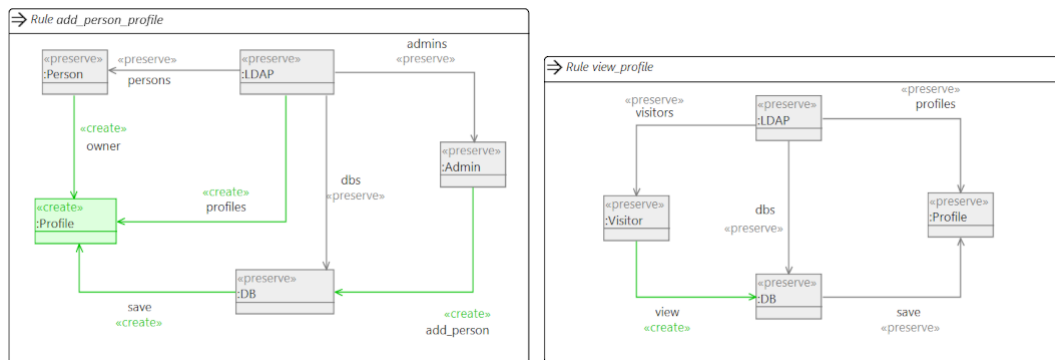 Rule add_person_profile
admins
«preserve»
«preserve»
:Person
«preserve»
persons
«preserve»
:LDAP
«create»
owner
«preserve»
:Admin
«create»
profiles
dbs
«preserve»
«create»
:Profile
«preserve»
:DB
save
«create»
«create»
add_person
Rule view_profile
«preserve»
visitors
«preserve»
:LDAP
profiles
«preserve»
«preserve»
:Visitor
dbs
«preserve»
«preserve»
:Profile
«preserve»
:DB
view
«create»
save
«preserve»